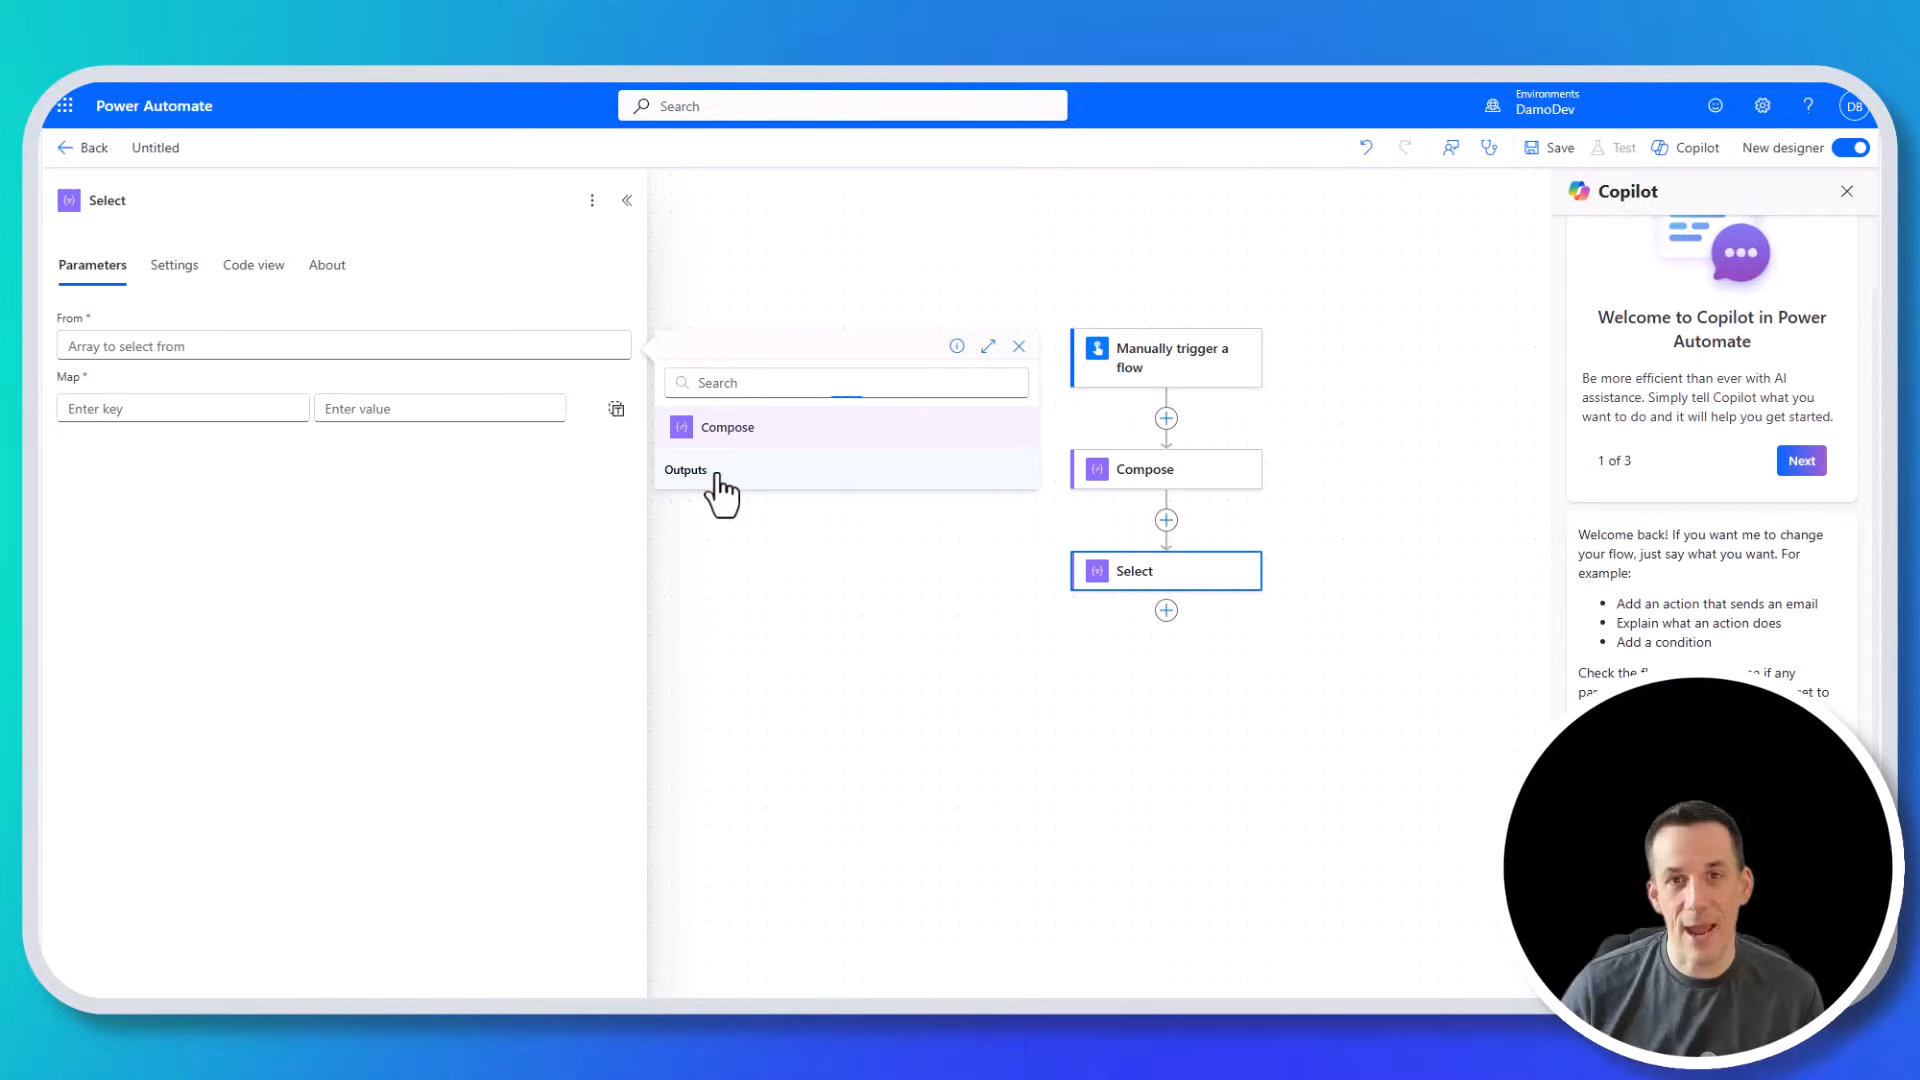 Power Automate
Search
Environments
DamoDev
DB
Back
Untitled
Save
Test
Copilot
New designer
Select
Parameters
Settings
Code view
About
From *
Array to select from
Map *
Enter key
Enter value
Search
Compose
Outputs
Manually trigger a
flow
Compose
Select
Copilot
Welcome to Copilot in Power
Automate
Be more efficient than ever with AI
assistance. Simply tell Copilot what you
want to do and it will help you get started.
1 of 3
Next
Welcome back! If you want me to change
your flow, just say what you want. For
example:
• Add an action that sends an email
• Explain what an action does
• Add a condition
Check the if any
to